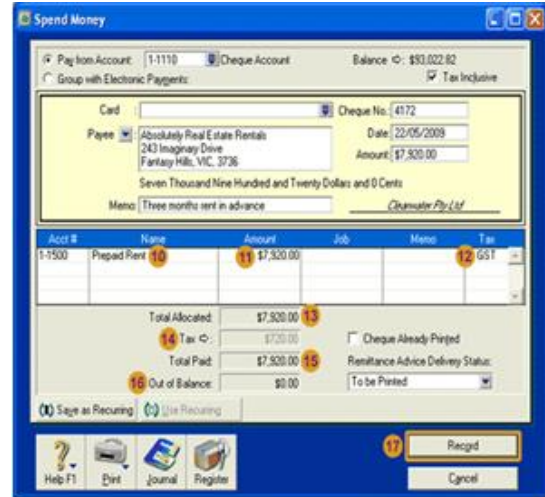 Spend Money
Pay from Account: 1-1110 Cheque Account Balance ⇨: $93,022.82
Group with Electronic Payments: Tax Inclusive
Card : Cheque No.: 4172
Payee : Absolutely Real Estate Rentals Date: 22/05/2009
243 Imaginary Drive
Fantasy Hills, VIC, 3736 Amount: $7,920.00
Seven Thousand Nine Hundred and Twenty Dollars and 0 Cents
Memo: Three months rent in advance Clearwater Pty Ltd
Acct # Name Amount Job Memo Tax
1-1500 Prepaid Rent 10 11 $7,920.00 12 GST
Total Allocated: $7,920.00 13
14 Tax ⇨: $720.00 Cheque Already Printed
Total Paid: $7,920.00 15 Remittance Advice Delivery Status:
16 Out of Balance: $0.00 To be Printed
Save as Recurring Use Recurring
17 Record
Help F1 Print Journal Register Cancel